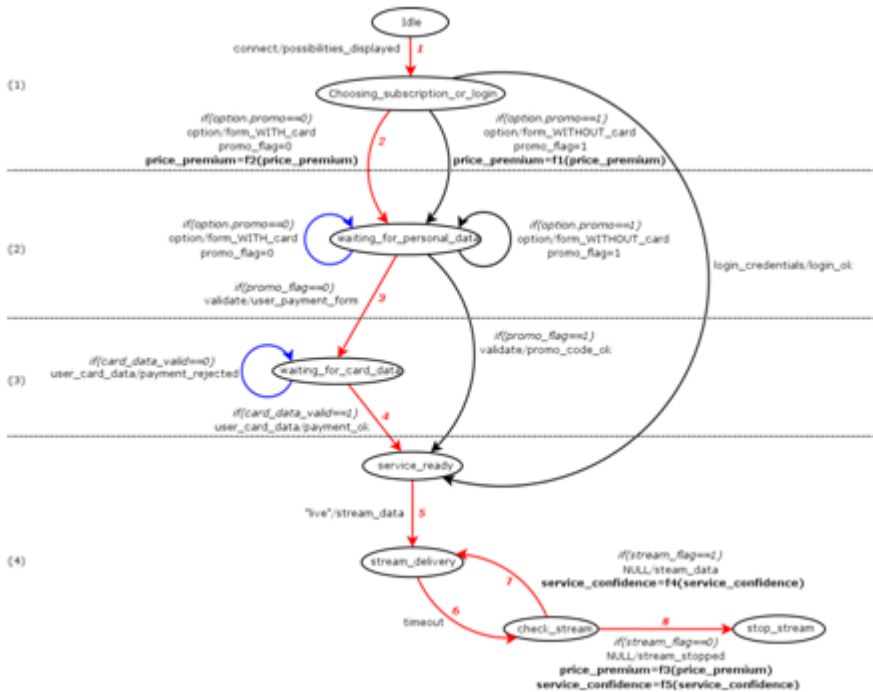 Idle
connect/possibilities_displayed
1
(1)
Choosing_subscription_or_login
if(option.promo==0)
option/form_WITH_card
promo_flag=0
price_premium=f2(price_premium)
2
if(option.promo==1)
option/form_WITHOUT_card
promo_flag=1
price_premium=f1(price_premium)
(2)
if(option.promo==0)
option/form_WITH_card
promo_flag=0
waiting_for_personal_data
if(option.promo==1)
option/form_WITHOUT_card
promo_flag=1
login_credentials/login_ok
if(promo_flag==0)
validate/user_payment_form
3
if(promo_flag==1)
validate/promo_code_ok
(3)
if(card_data_valid==0)
user_card_data/payment_rejected
waiting_for_card_data
if(card_data_valid==1)
user_card_data/payment_ok
4
service_ready
"live"/stream_data
5
(4)
stream_delivery
if(stream_flag==1)
NULL/steam_data
service_confidence=f4(service_confidence)
7
6
timeout
check_stream
8
stop_stream
if(stream_flag==0)
NULL/stream_stopped
price_premium=f3(price_premium)
service_confidence=f5(service_confidence)